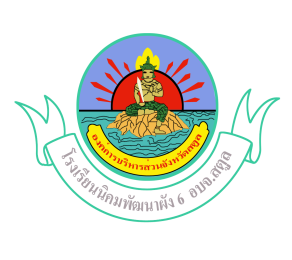 องค์การบริหารส่วนจังหวัดสตูล
โรงเรียนนิคมพัฒนาผัง 6 อบจ.สตูล